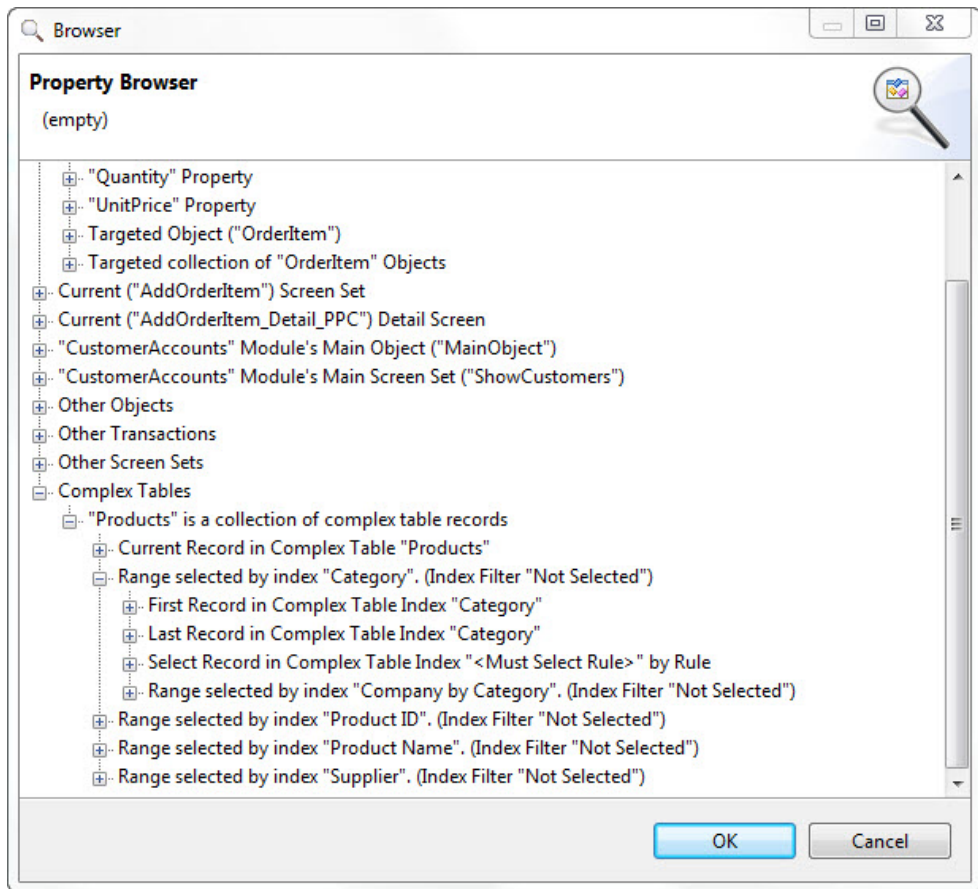 Browser
Property Browser
(empty)
"Quantity" Property
"UnitPrice" Property
Targeted Object ("OrderItem")
Targeted collection of "OrderItem" Objects
Current ("AddOrderItem") Screen Set
Current ("AddOrderItem_Detail_PPC") Detail Screen
"CustomerAccounts" Module's Main Object ("MainObject")
"CustomerAccounts" Module's Main Screen Set ("ShowCustomers")
Other Objects
Other Transactions
Other Screen Sets
Complex Tables
"Products" is a collection of complex table records
Current Record in Complex Table "Products"
Range selected by index "Category". (Index Filter "Not Selected")
First Record in Complex Table Index "Category"
Last Record in Complex Table Index "Category"
Select Record in Complex Table Index "<Must Select Rule>" by Rule
Range selected by index "Company by Category". (Index Filter "Not Selected")
Range selected by index "Product ID". (Index Filter "Not Selected")
Range selected by index "Product Name". (Index Filter "Not Selected")
Range selected by index "Supplier". (Index Filter "Not Selected")
OK Cancel